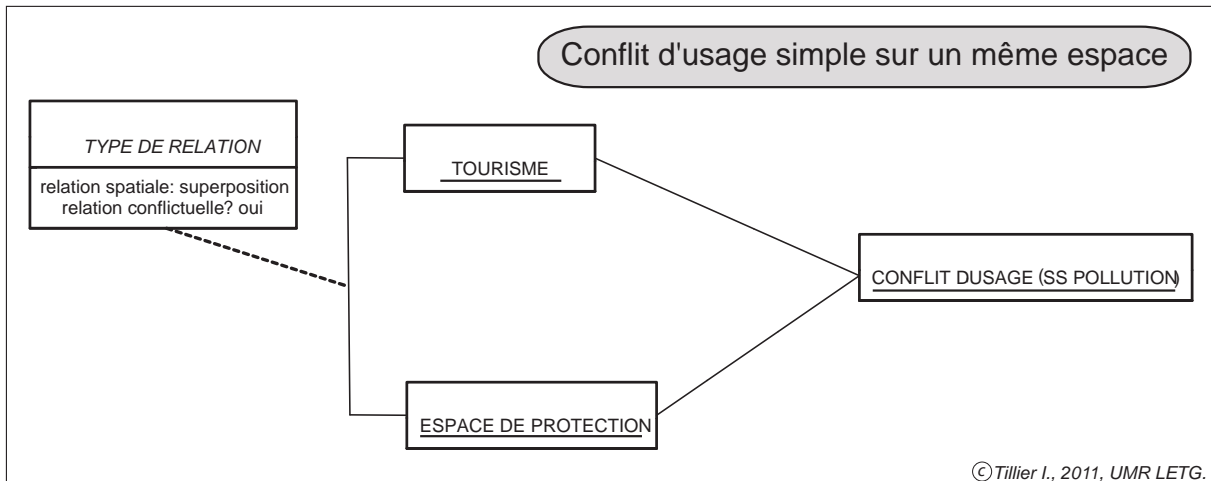 Conflit d'usage simple sur un même espace
TYPE DE RELATION
relation spatiale: superposition
relation conflictuelle? oui
TOURISME
CONFLIT DUSAGE (SS POLLUTION)
ESPACE DE PROTECTION
©Tillier I., 2011, UMR LETG.